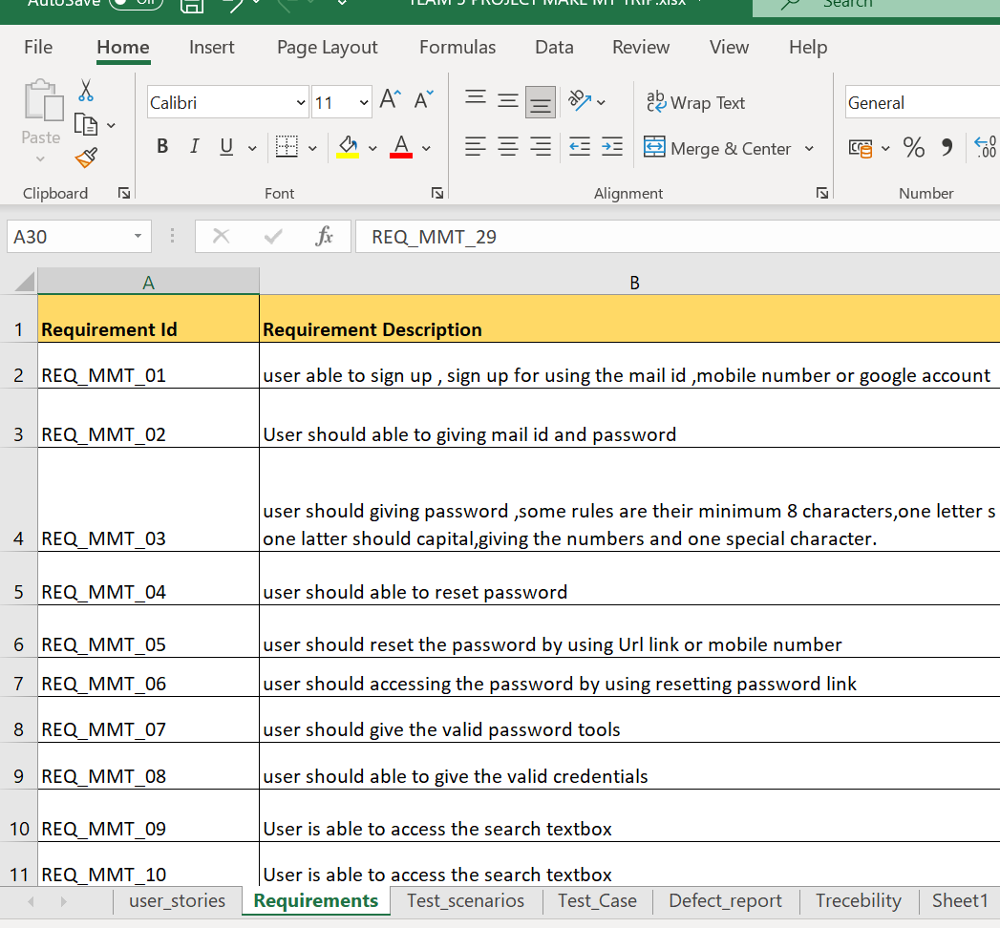 AutoSave Off TEAM 5 PROJECT MAKE MY TRIP.xlsx Search
File Home Insert Page Layout Formulas Data Review View Help
Calibri 11 ab Wrap Text General
Paste B I U A Merge & Center % .00
Clipboard Font Alignment Number
A30 fx REQ_MMT_29
A B
1 Requirement Id Requirement Description
2 REQ_MMT_01 user able to sign up , sign up for using the mail id ,mobile number or google account
3 REQ_MMT_02 User should able to giving mail id and password
user should giving password ,some rules are their minimum 8 characters,one letter s
4 REQ_MMT_03 one latter should capital,giving the numbers and one special character.
5 REQ_MMT_04 user should able to reset password
6 REQ_MMT_05 user should reset the password by using Url link or mobile number
7 REQ_MMT_06 user should accessing the password by using resetting password link
8 REQ_MMT_07 user should give the valid password tools
9 REQ_MMT_08 user should able to give the valid credentials
10 REQ_MMT_09 User is able to access the search textbox
11 REQ_MMT_10 User is able to access the search textbox
user_stories Requirements Test_scenarios Test_Case Defect_report Trecebility Sheet1